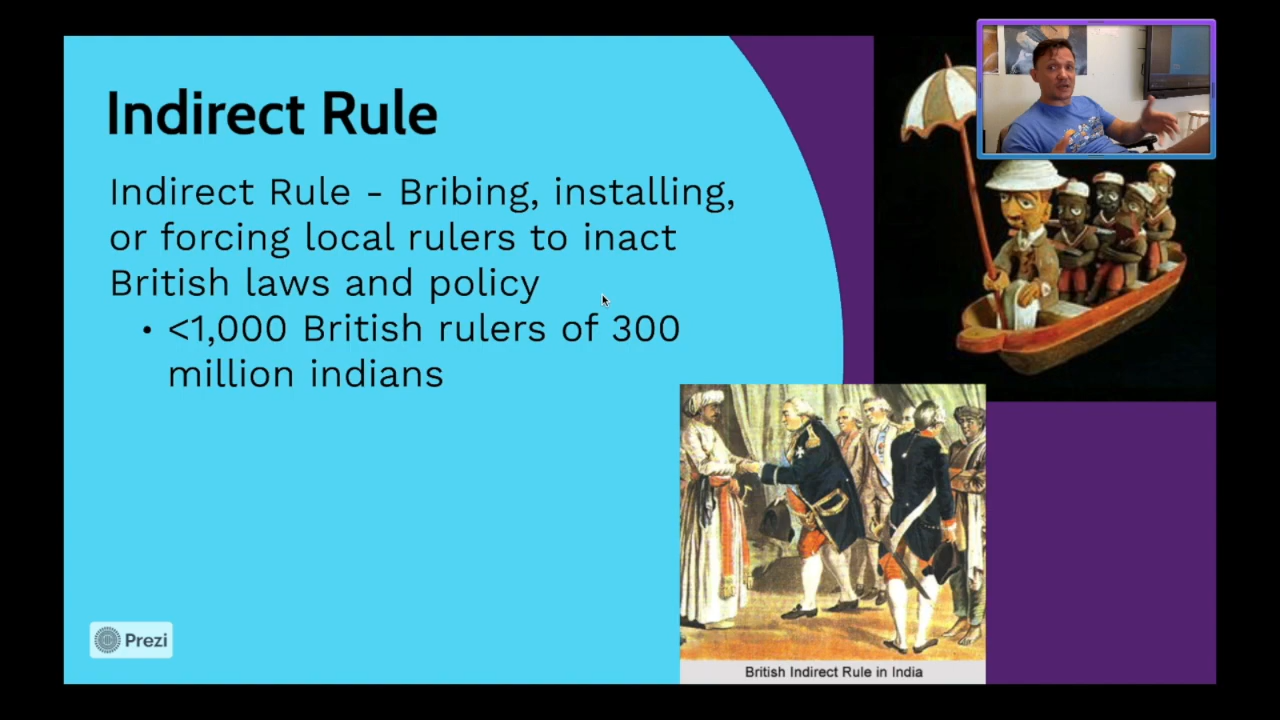 Indirect Rule
Indirect Rule - Bribing, installing,
or forcing local rulers to inact
British laws and policy
• <1,000 British rulers of 300
million indians
Prezi
British Indirect Rule in India